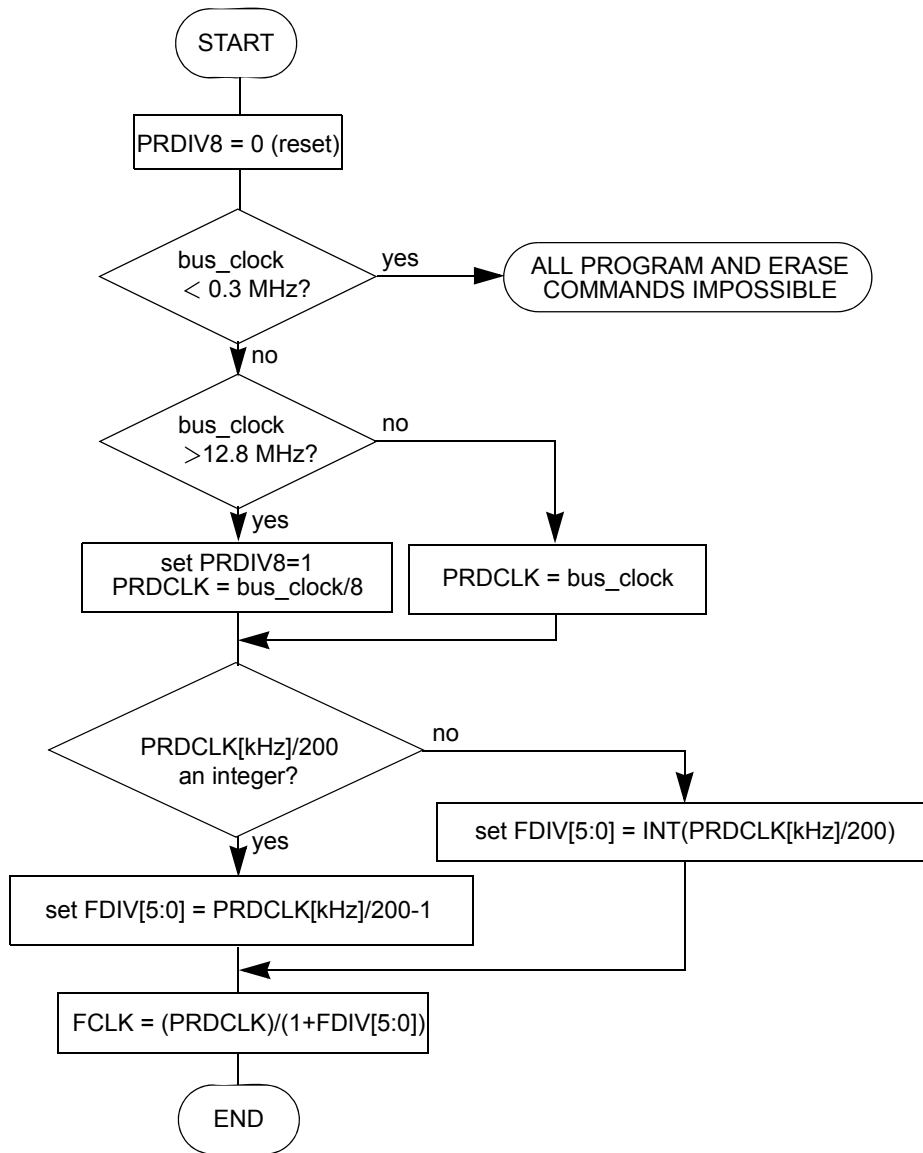 START
PRDIV8 = 0 (reset)
bus_clock
< 0.3 MHz?
yes
ALL PROGRAM AND ERASE
COMMANDS IMPOSSIBLE
no
bus_clock
>12.8 MHz?
no
yes
set PRDIV8=1
PRDCLK = bus_clock/8
PRDCLK = bus_clock
PRDCLK[kHz]/200
an integer?
no
set FDIV[5:0] = INT(PRDCLK[kHz]/200)
yes
set FDIV[5:0] = PRDCLK[kHz]/200-1
FCLK = (PRDCLK)/(1+FDIV[5:0])
END